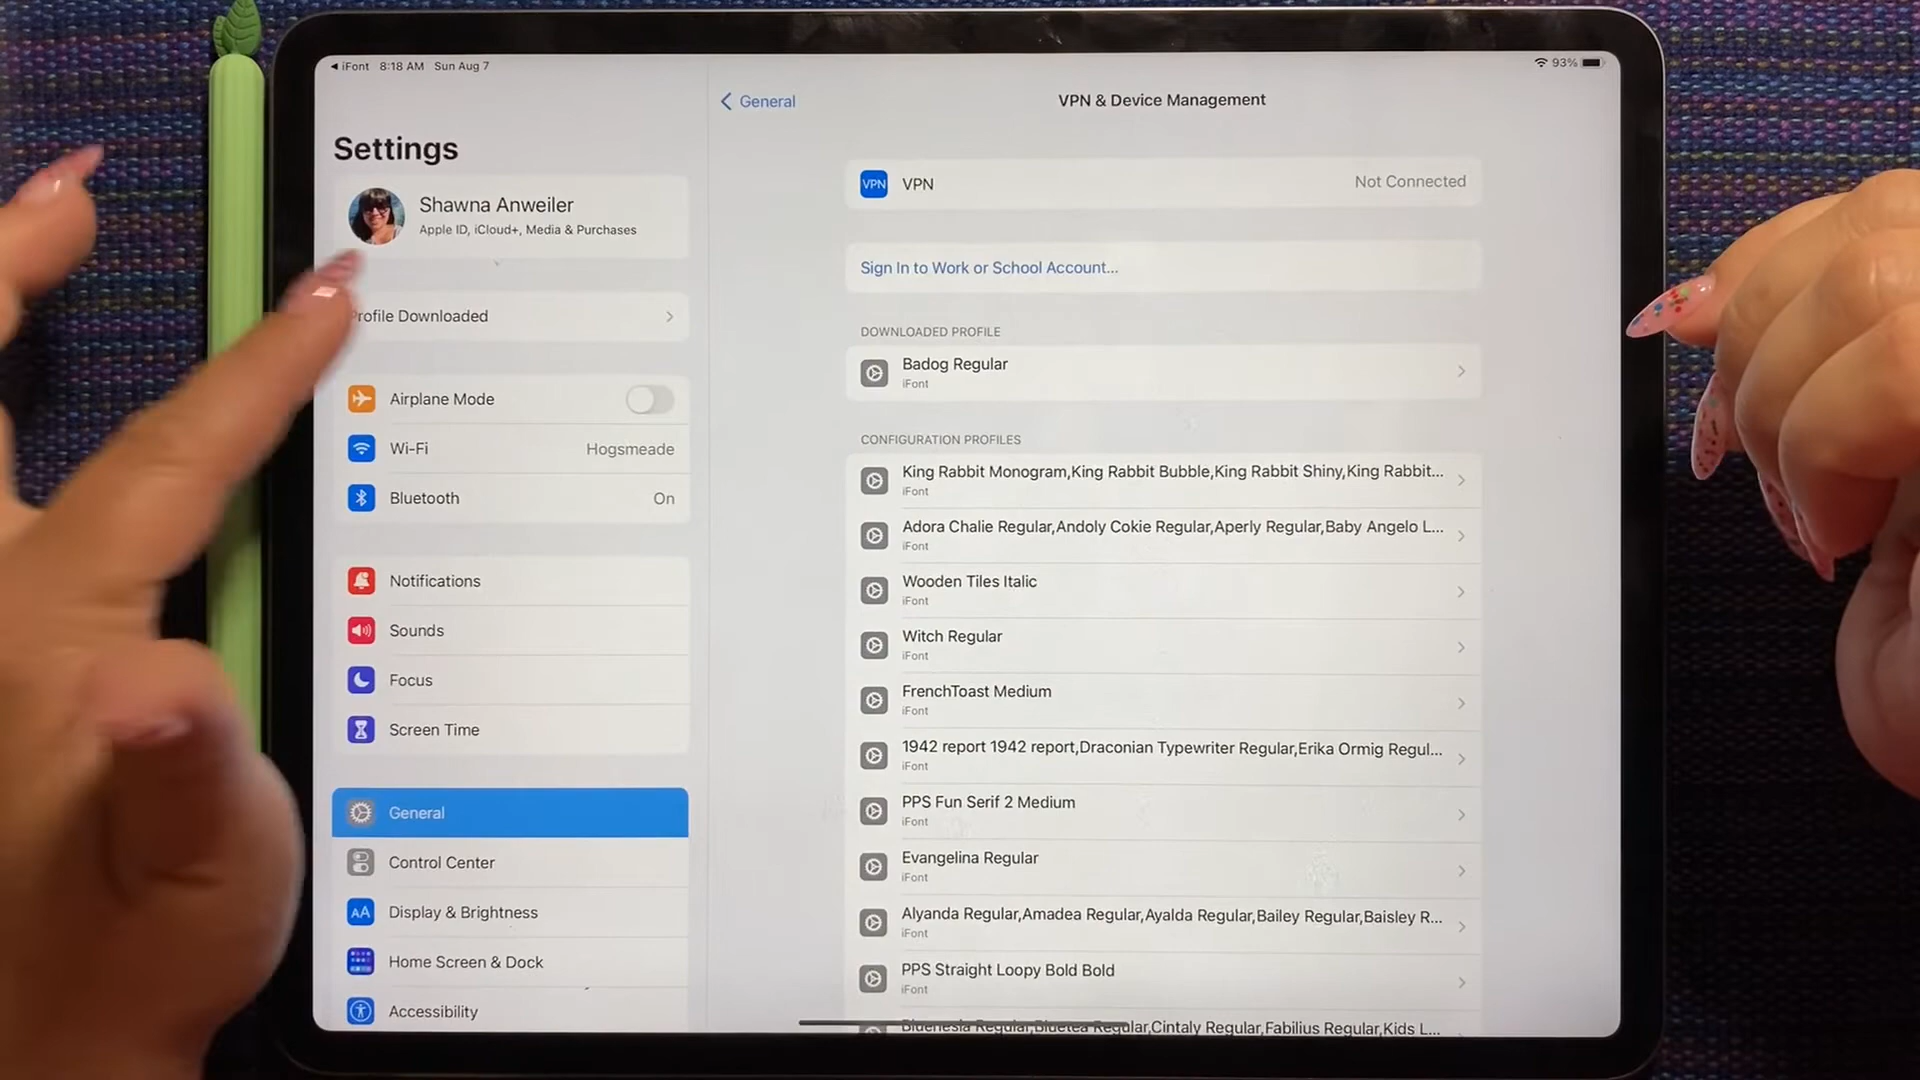 ◀ iFont 8:18 AM Sun Aug 7
93%
Settings
Shawna Anweiler
Apple ID, iCloud+, Media & Purchases
Profile Downloaded
Airplane Mode
Wi-Fi Hogsmeade
Bluetooth On
Notifications
Sounds
Focus
Screen Time
General
Control Center
AA Display & Brightness
Home Screen & Dock
Accessibility
General
VPN & Device Management
VPN VPN Not Connected
Sign In to Work or School Account...
DOWNLOADED PROFILE
Badog Regular
iFont
CONFIGURATION PROFILES
King Rabbit Monogram,King Rabbit Bubble,King Rabbit Shiny,King Rabbit...
iFont
Adora Chalie Regular,Andoly Cokie Regular,Aperly Regular,Baby Angelo L...
iFont
Wooden Tiles Italic
iFont
Witch Regular
iFont
FrenchToast Medium
iFont
1942 report 1942 report,Draconian Typewriter Regular,Erika Ormig Regul...
iFont
PPS Fun Serif 2 Medium
iFont
Evangelina Regular
iFont
Alyanda Regular,Amadea Regular,Ayalda Regular,Bailey Regular,Baisley R...
iFont
PPS Straight Loopy Bold Bold
iFont
Bluenesia Regular,Bluetea Regular,Cintaly Regular,Fabilius Regular,Kids L...